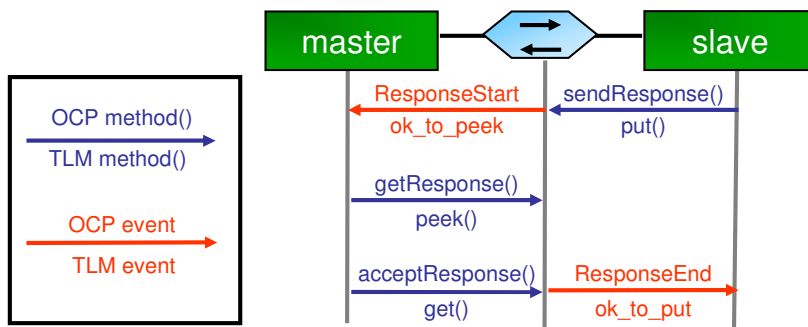 master
slave
OCP method()
TLM method()
OCP event
TLM event
ResponseStart
ok_to_peek
sendResponse()
put()
getResponse()
peek()
acceptResponse()
get()
ResponseEnd
ok_to_put